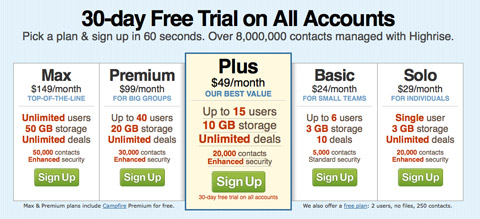 30-day Free Trial on All Accounts
Pick a plan & sign up in 60 seconds. Over 8,000,000 contacts managed with Highrise.
Max
$149/month
TOP-OF-THE-LINE
Unlimited users
50 GB storage
Unlimited deals
50,000 contacts
Enhanced security
Sign Up
Premium
$99/month
FOR BIG GROUPS
Up to 40 users
20 GB storage
Unlimited deals
30,000 contacts
Enhanced security
Sign Up
Plus
$49/month
OUR BEST VALUE
Up to 15 users
10 GB storage
Unlimited deals
20,000 contacts
Enhanced security
Sign Up
30-day free trial on all accounts
Basic
$24/month
FOR SMALL TEAMS
Up to 6 users
3 GB storage
10 deals
5,000 contacts
Standard security
Sign Up
Solo
$29/month
FOR INDIVIDUALS
Single user
3 GB storage
Unlimited deals
20,000 contacts
Enhanced security
Sign Up
Max & Premium plans include Campfire Premium for free.
We also offer a free plan: 2 users, no files, 250 contacts.